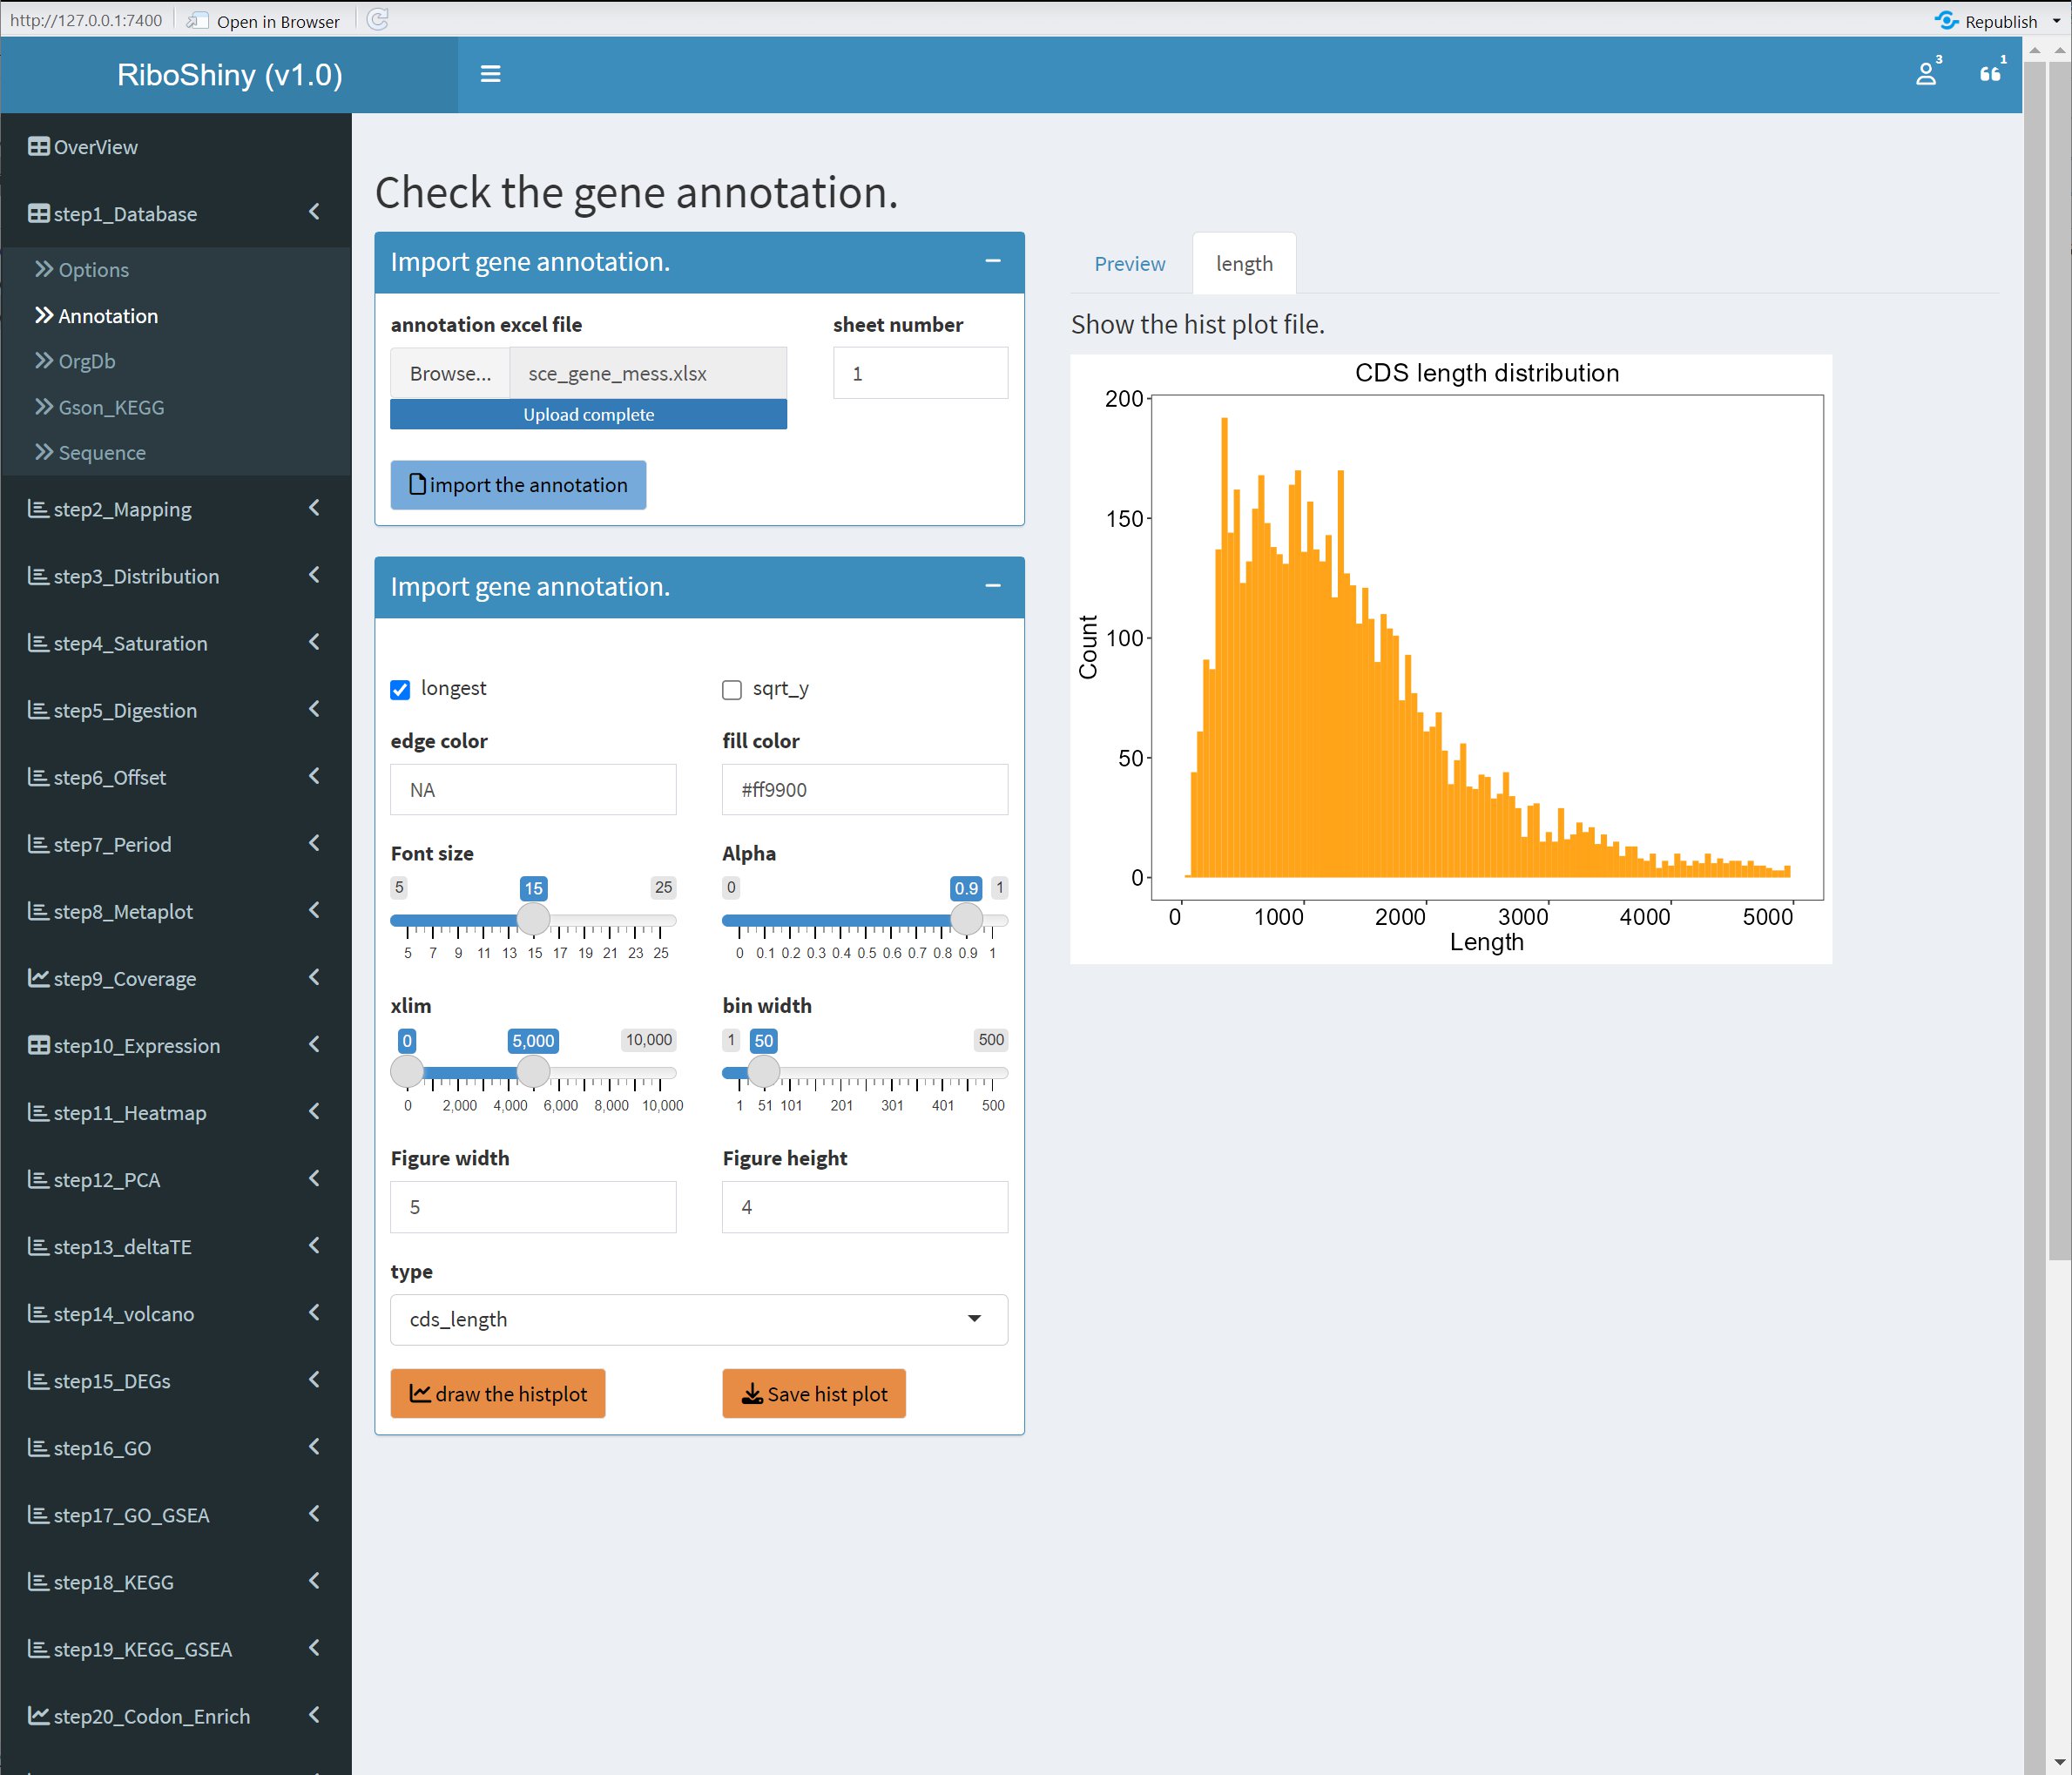 http://127.0.0.1:7400
Open in Browser
Republish
RiboShiny (v1.0)
3
1
OverView
step1_Database
Options
Annotation
OrgDb
Gson_KEGG
Sequence
step2_Mapping
step3_Distribution
step4_Saturation
step5_Digestion
step6_Offset
step7_Period
step8_Metaplot
step9_Coverage
step10_Expression
step11_Heatmap
step12_PCA
step13_deltaTE
step14_volcano
step15_DEGs
step16_GO
step17_GO_GSEA
step18_KEGG
step19_KEGG_GSEA
step20_Codon_Enrich
Check the gene annotation.
Import gene annotation.
annotation excel file
sheet number
Browse...
sce_gene_mess.xlsx
1
Upload complete
import the annotation
Import gene annotation.
longest
sqrt_y
edge color
fill color
NA
#ff9900
Font size
Alpha
5 15 25
0 0.9 1
5 7 9 11 13 15 17 19 21 23 25
0 0.1 0.2 0.3 0.4 0.5 0.6 0.7 0.8 0.9 1
xlim
bin width
0 5,000 10,000
1 50 500
0 2,000 4,000 6,000 8,000 10,000
1 51 101 201 301 401 500
Figure width
Figure height
5
4
type
cds_length
draw the histplot
Save hist plot
Preview
length
Show the hist plot file.
CDS length distribution
200
150
100
50
0
Count
0 1000 2000 3000 4000 5000
Length